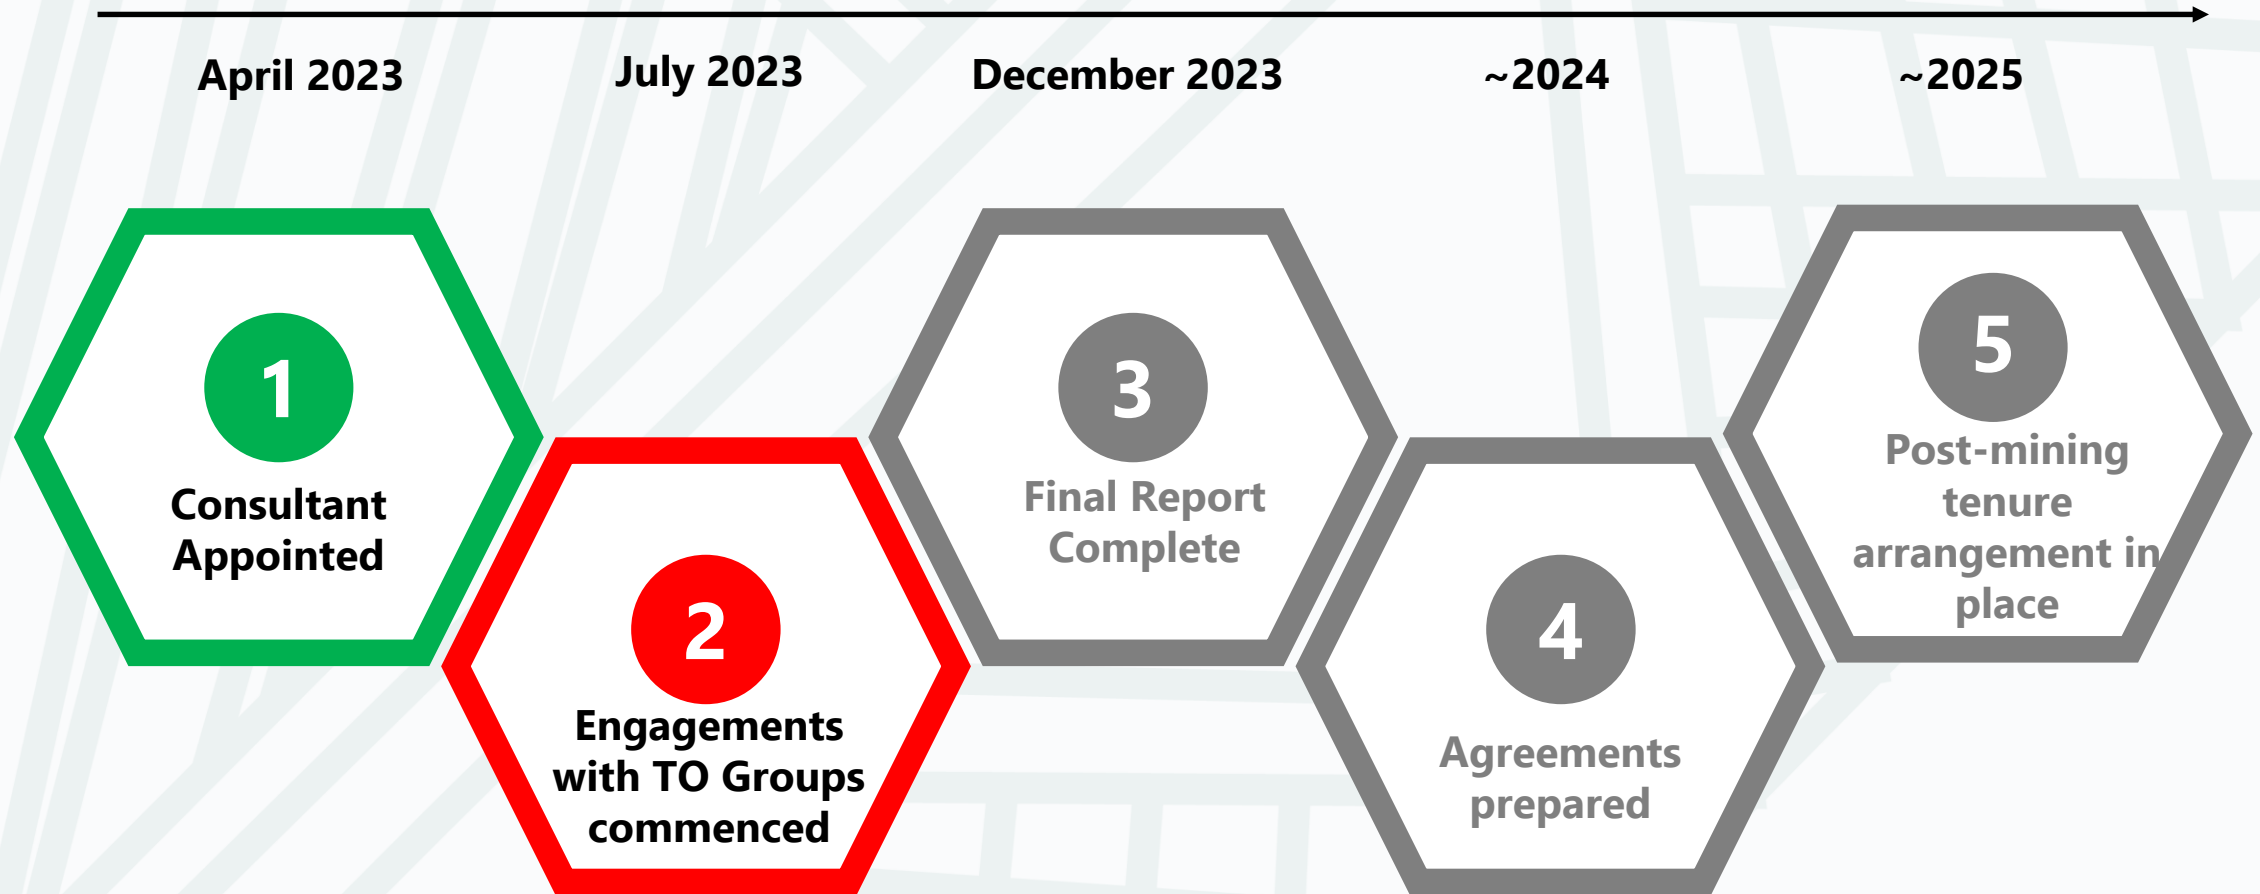 April 2023
July 2023
December 2023
~2024
~2025
1
Consultant
Appointed
2
Engagements
with TO Groups
commenced
3
Final Report
Complete
4
Agreements
prepared
5
Post-mining
tenure
arrangement in
place